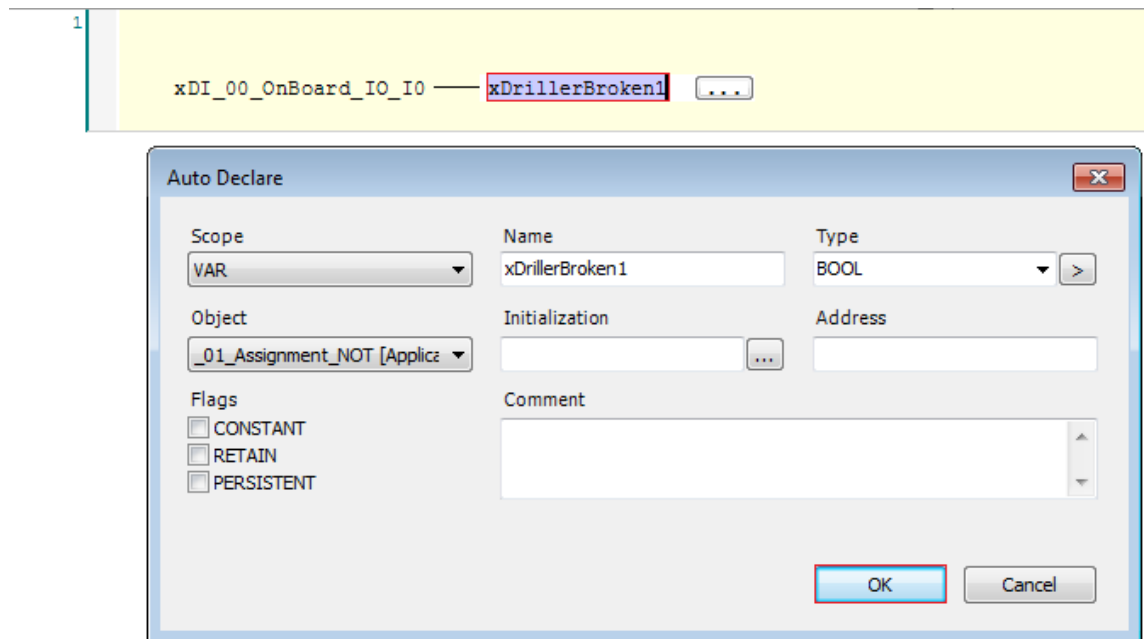 1
xDI_00_OnBoard_IO_I0 xDrillerBroken1 ...
Auto Declare
Scope Name Type
VAR xDrillerBroken1 BOOL >
Object Initialization Address
_01_Assignment_NOT [Applica ...
Flags Comment
CONSTANT
RETAIN
PERSISTENT
OK Cancel